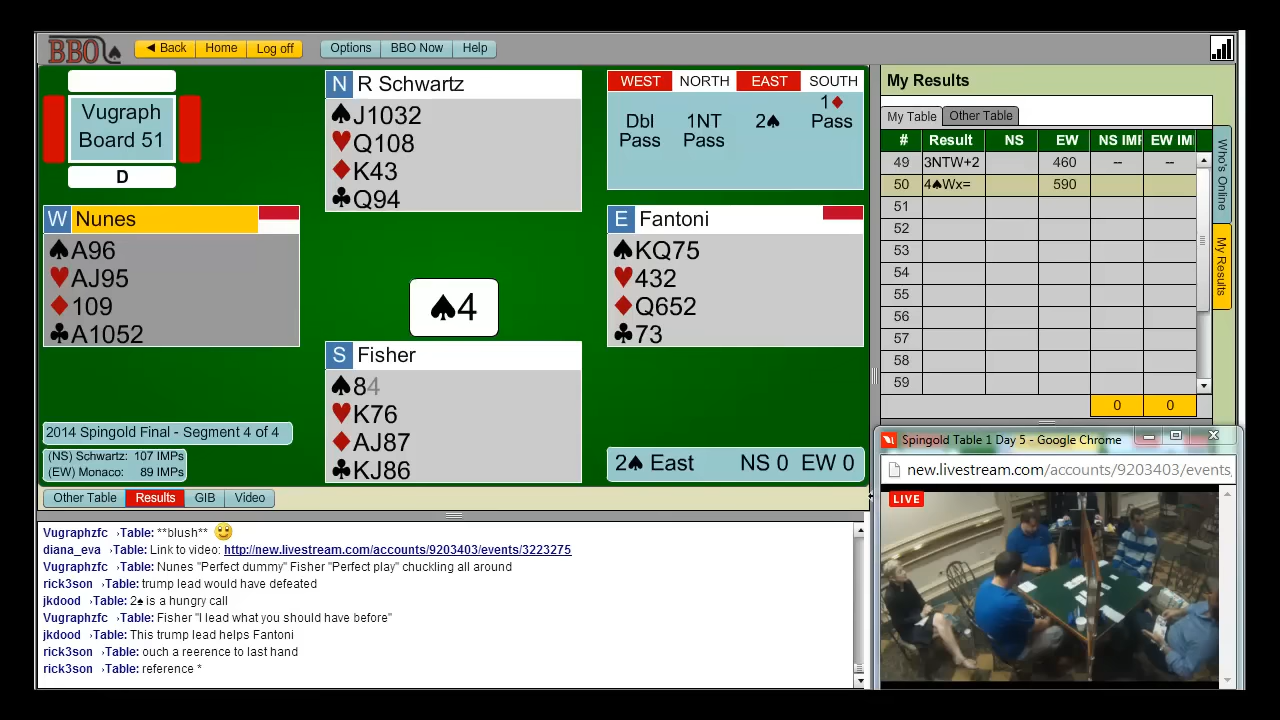 BBO♠ ◄ Back Home Log off Options BBO Now Help
Vugraph
Board 51
D
N R Schwartz
♠J1032
♥Q108
♦K43
♣Q94
WEST NORTH EAST SOUTH
1♦
Dbl 1NT 2♠ Pass
Pass Pass
W Nunes
♠A96
♥AJ95
♦109
♣A1052
E Fantoni
♠KQ75
♥432
♦Q652
♣73
♠4
S Fisher
♠84
♥K76
♦AJ87
♣KJ86
2014 Spingold Final - Segment 4 of 4
(NS) Schwartz: 107 IMPs
(EW) Monaco: 89 IMPs
2♠ East NS 0 EW 0
Other Table Results GIB Video
Vugraphzfc ›Table: **blush**
diana_eva ›Table: Link to video: http://new.livestream.com/accounts/9203403/events/3223275
Vugraphzfc ›Table: Nunes "Perfect dummy" Fisher "Perfect play" chuckling all around
rick3son ›Table: trump lead would have defeated
jkdood ›Table: 2♠ is a hungry call
Vugraphzfc ›Table: Fisher "I lead what you should have before"
jkdood ›Table: This trump lead helps Fantoni
rick3son ›Table: ouch a reerence to last hand
rick3son ›Table: reference *
My Results
My Table Other Table
# Result NS EW NS IMF EW IM
49 3NTW+2 460 -- --
50 4♠Wx= 590
51
52
53
54
55
56
57
58
59
0 0
Who's Online
My Results
Spingold Table 1 Day 5 - Google Chrome
new.livestream.com/accounts/9203403/events,
LIVE